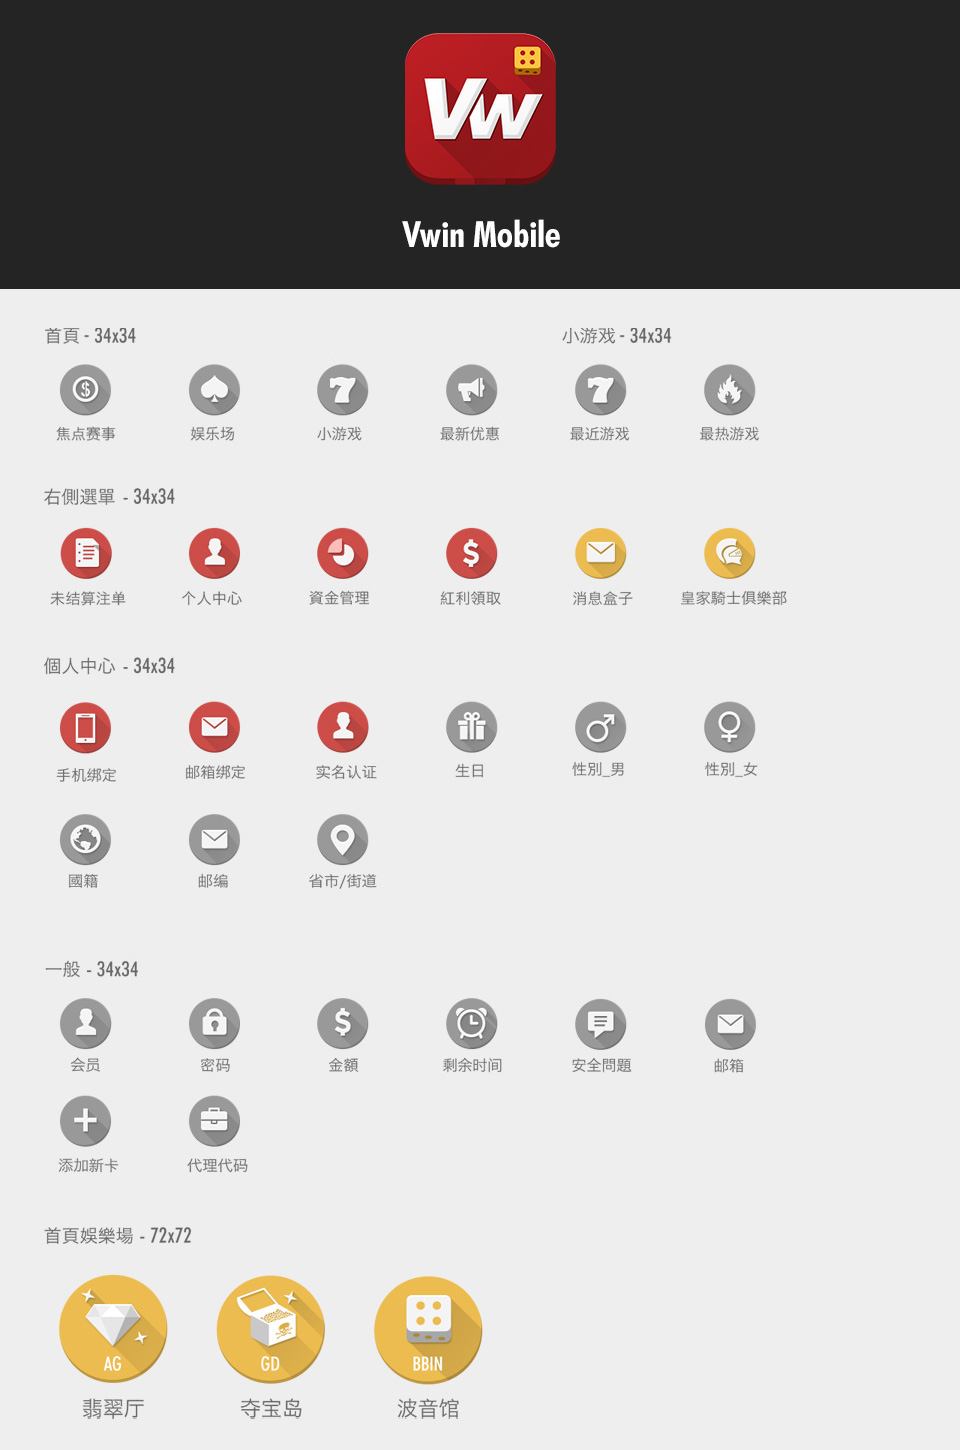 Vw
Vwin Mobile
首頁 - 34x34
小游戏 - 34x34
焦点赛事 娱乐场 小游戏 最新优惠 最近游戏 最热游戏
右側選單 - 34x34
未结算注单 个人中心 資金管理 紅利領取 消息盒子 皇家騎士俱樂部
個人中心 - 34x34
手机绑定 邮箱绑定 实名认证 生日 性別_男 性別_女
國籍 邮编 省市/街道
一般 - 34x34
会员 密码 金額 剩余时间 安全問題 邮箱
添加新卡 代理代码
首頁娛樂場 - 72x72
AG GD BBIN
翡翠厅 夺宝岛 波音馆